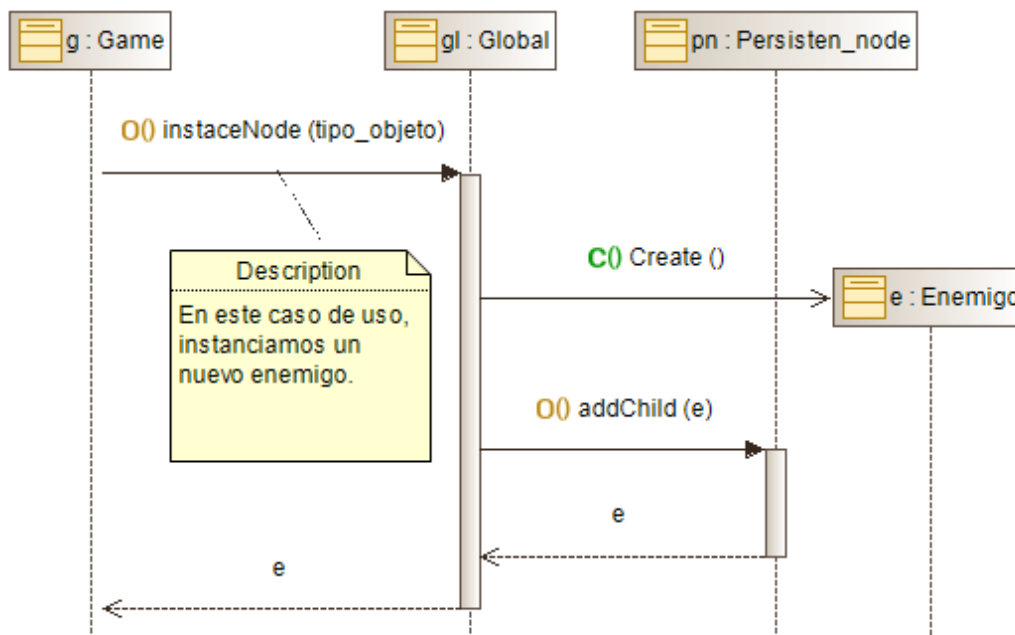 g : Game
gl : Global
pn : Persisten_node
O() instaceNode (tipo_objeto)
Description
En este caso de uso,
instanciamos un
nuevo enemigo.
C() Create ()
e : Enemigo
O() addChild (e)
e
e